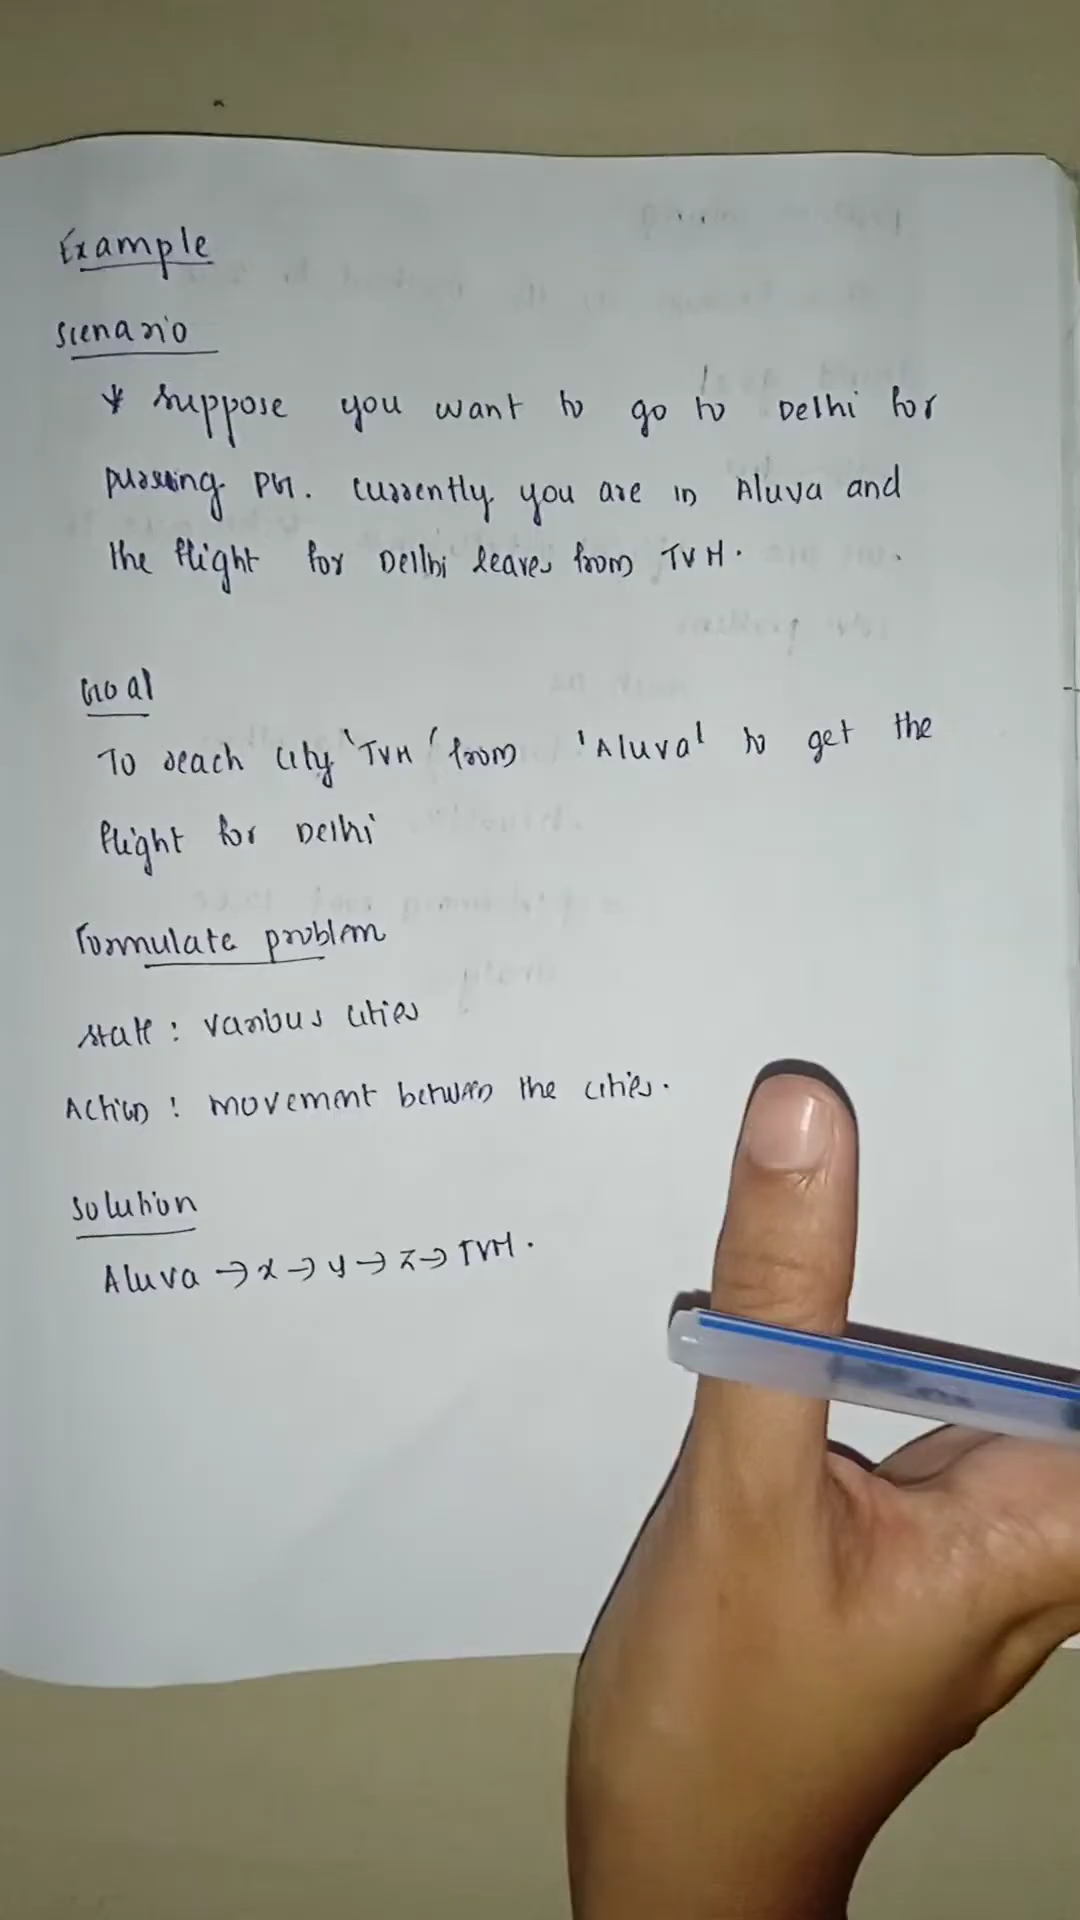 Example
Scenario
* suppose you want to go to Delhi for
pursuing PG. currently you are in Aluva and
the flight for Delhi leaves from TVM.
Goal
To reach city 'TVM' from 'Aluva' to get the
flight for Delhi
Formulate problem
state : various cities
Action : movement between the cities.
Solution
Aluva → x → y → z → TVM.